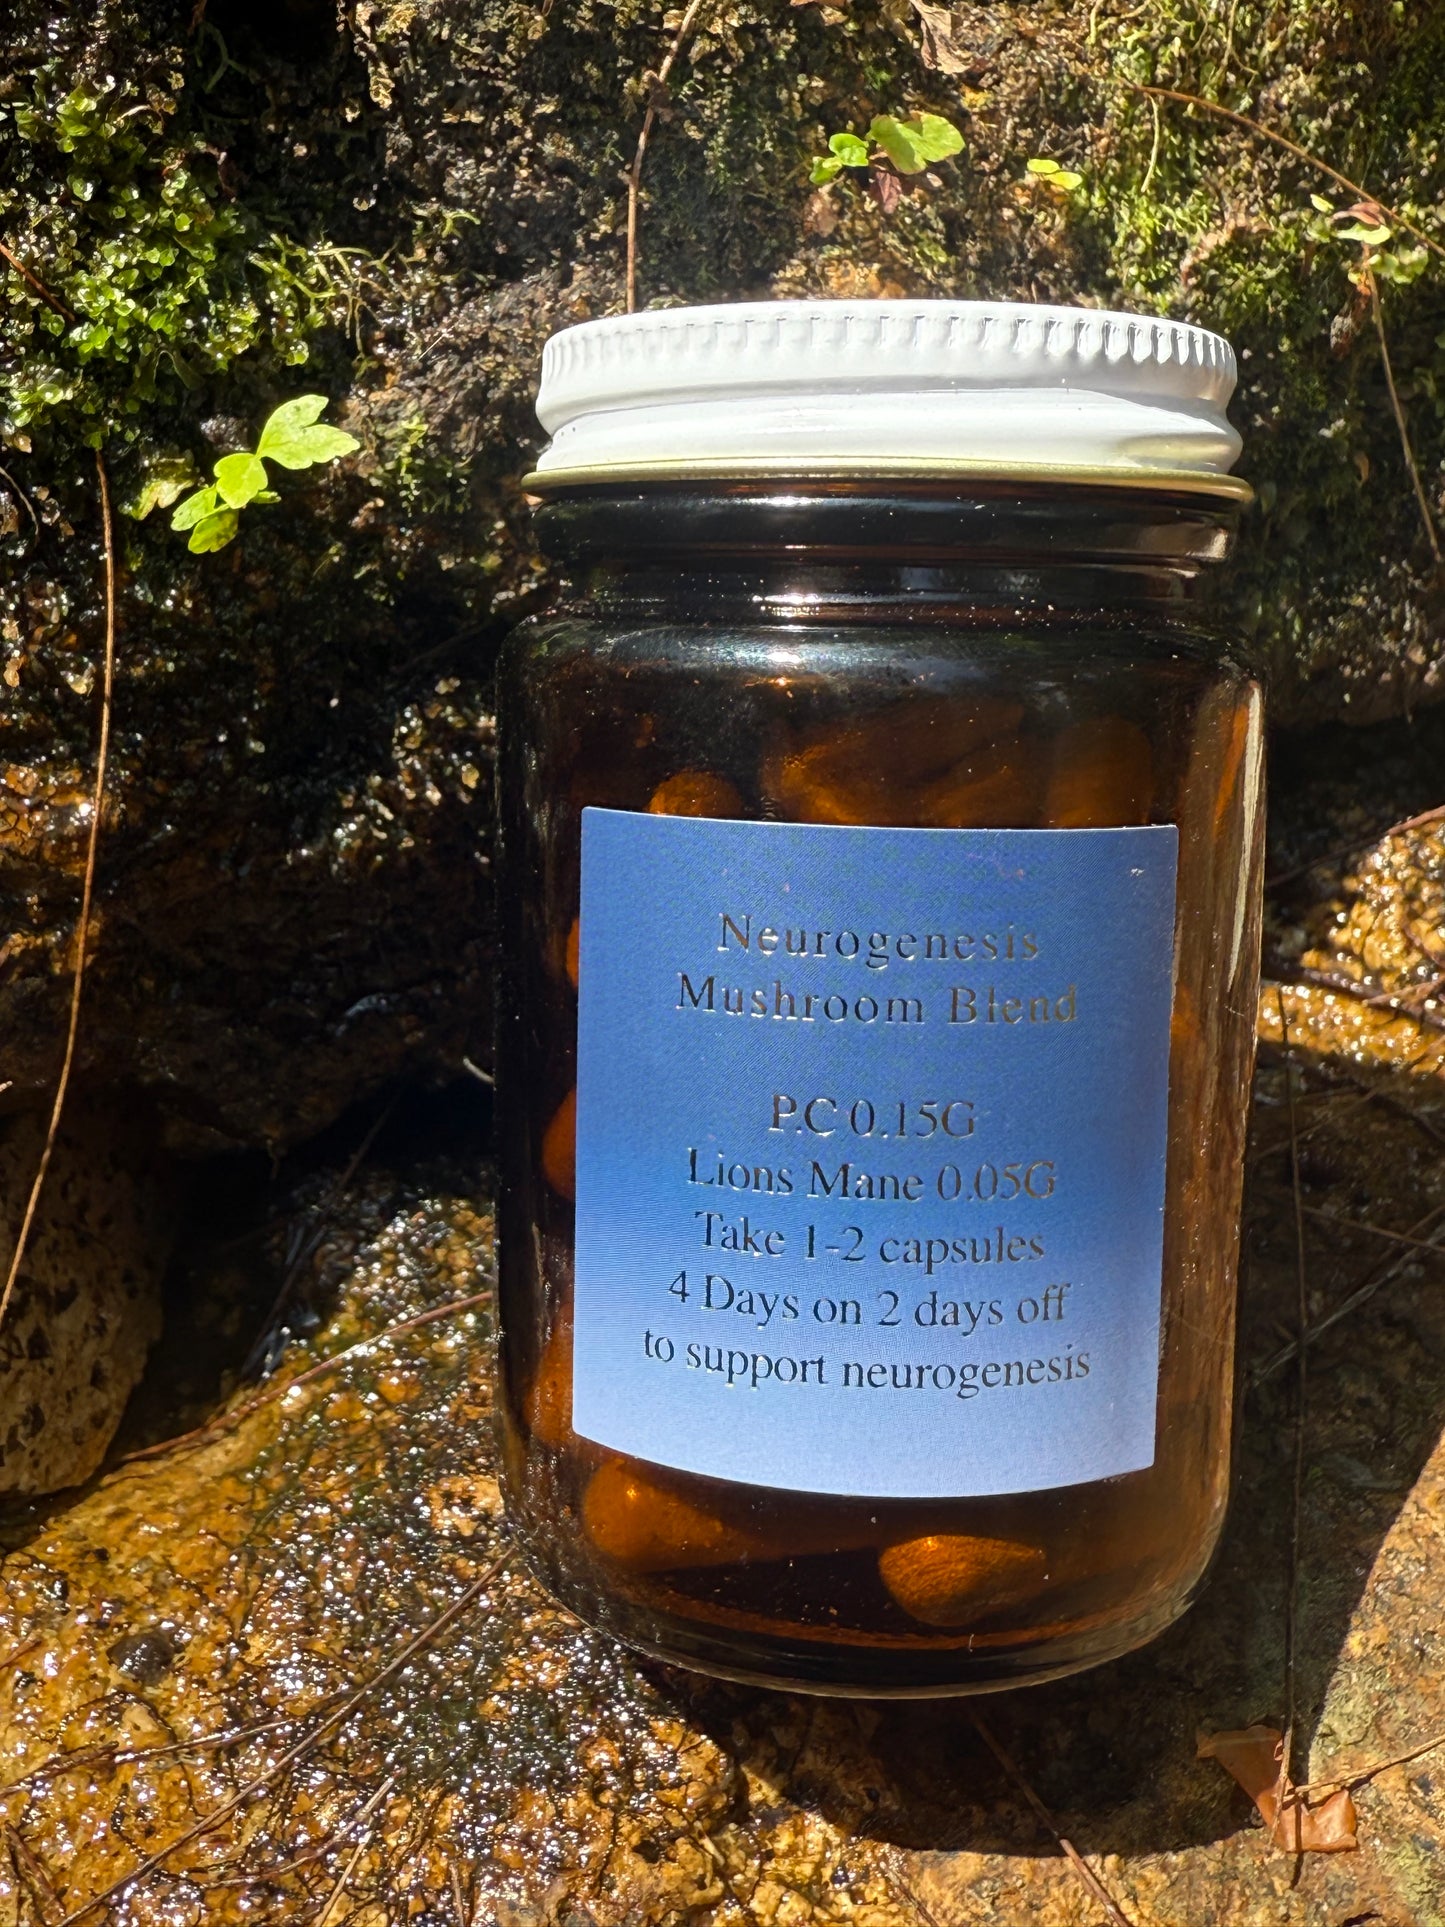 Neurogenesis
Mushroom Blend
P.C 0.15G
Lions Mane 0.05G
Take 1-2 capsules
4 Days on 2 days off
to support neurogenesis